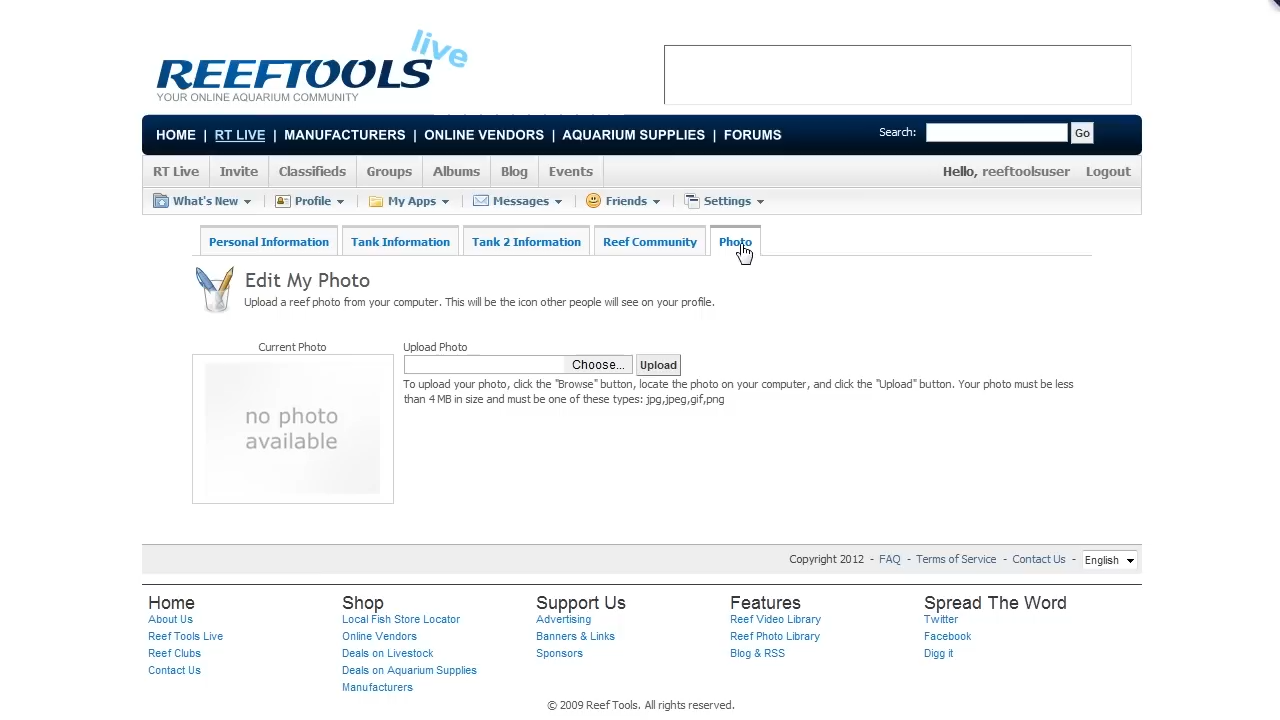 REEFTOOLS live
YOUR ONLINE AQUARIUM COMMUNITY
HOME | RT LIVE | MANUFACTURERS | ONLINE VENDORS | AQUARIUM SUPPLIES | FORUMS Search: Go
RT Live Invite Classifieds Groups Albums Blog Events Hello, reeftoolsuser Logout
What's New Profile My Apps Messages Friends Settings
Personal Information Tank Information Tank 2 Information Reef Community Photo
Edit My Photo
Upload a reef photo from your computer. This will be the icon other people will see on your profile.
Current Photo Upload Photo
Choose... Upload
To upload your photo, click the "Browse" button, locate the photo on your computer, and click the "Upload" button. Your photo must be less
than 4 MB in size and must be one of these types: jpg,jpeg,gif,png
no photo
available
Copyright 2012 - FAQ - Terms of Service - Contact Us - English
Home Shop Support Us Features Spread The Word
About Us Local Fish Store Locator Advertising Reef Video Library Twitter
Reef Tools Live Online Vendors Banners & Links Reef Photo Library Facebook
Reef Clubs Deals on Livestock Sponsors Blog & RSS Digg it
Contact Us Deals on Aquarium Supplies
Manufacturers
© 2009 Reef Tools. All rights reserved.